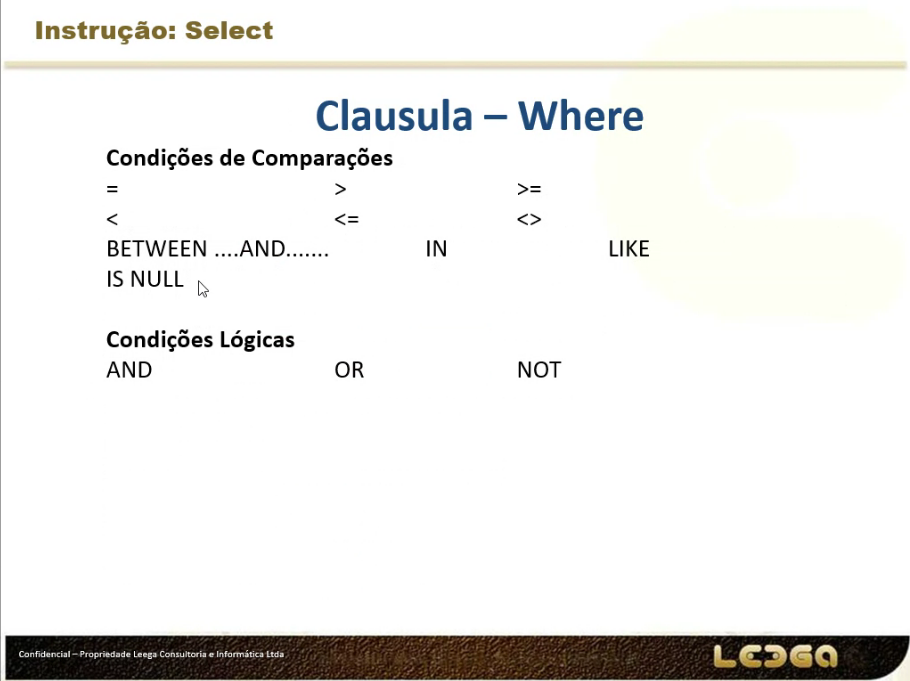 Instrução: Select
Clausula – Where
Condições de Comparações
= > >=
< <= <>
BETWEEN ....AND....... IN LIKE
IS NULL
Condições Lógicas
AND OR NOT
Confidencial – Propriedade Leega Consultoria e Informática Ltda
LEEGA